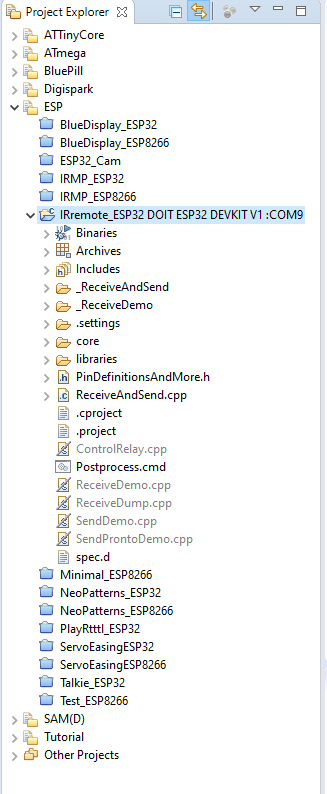 Project Explorer
ATTinyCore
ATmega
BluePill
Digispark
ESP
BlueDisplay_ESP32
BlueDisplay_ESP8266
ESP32_Cam
IRMP_ESP32
IRMP_ESP8266
IRremote_ESP32 DOIT ESP32 DEVKIT V1 :COM9
Binaries
Archives
Includes
_ReceiveAndSend
_ReceiveDemo
.settings
core
libraries
PinDefinitionsAndMore.h
ReceiveAndSend.cpp
.cproject
.project
ControlRelay.cpp
Postprocess.cmd
ReceiveDemo.cpp
ReceiveDump.cpp
SendDemo.cpp
SendProntoDemo.cpp
spec.d
Minimal_ESP8266
NeoPatterns_ESP32
NeoPatterns_ESP8266
PlayRtttl_ESP32
ServoEasingESP32
ServoEasingESP8266
Talkie_ESP32
Test_ESP8266
SAM(D)
Tutorial
Other Projects